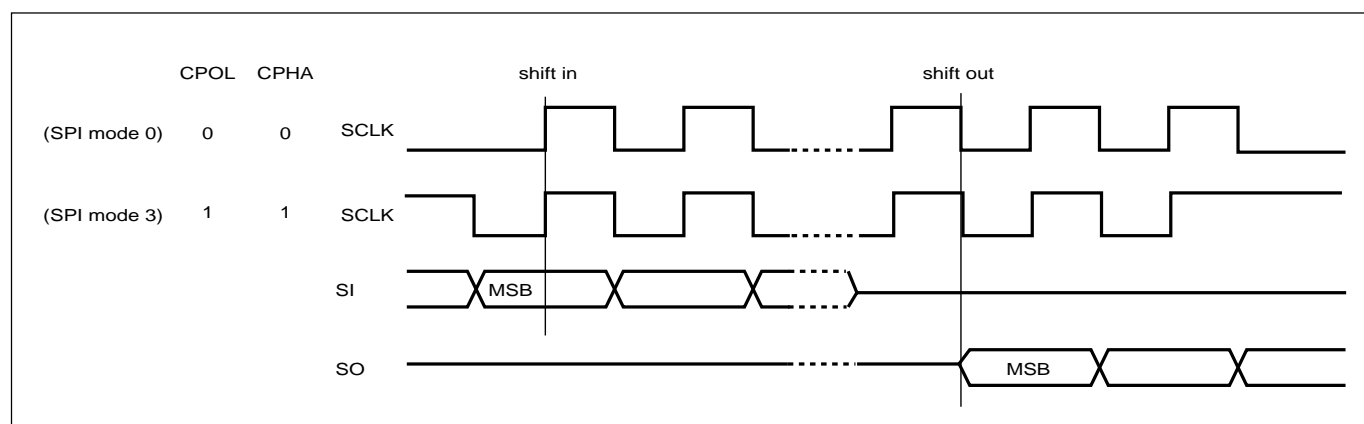 CPOL CPHA shift in shift out
(SPI mode 0) 0 0 SCLK
(SPI mode 3) 1 1 SCLK
SI MSB
SO MSB